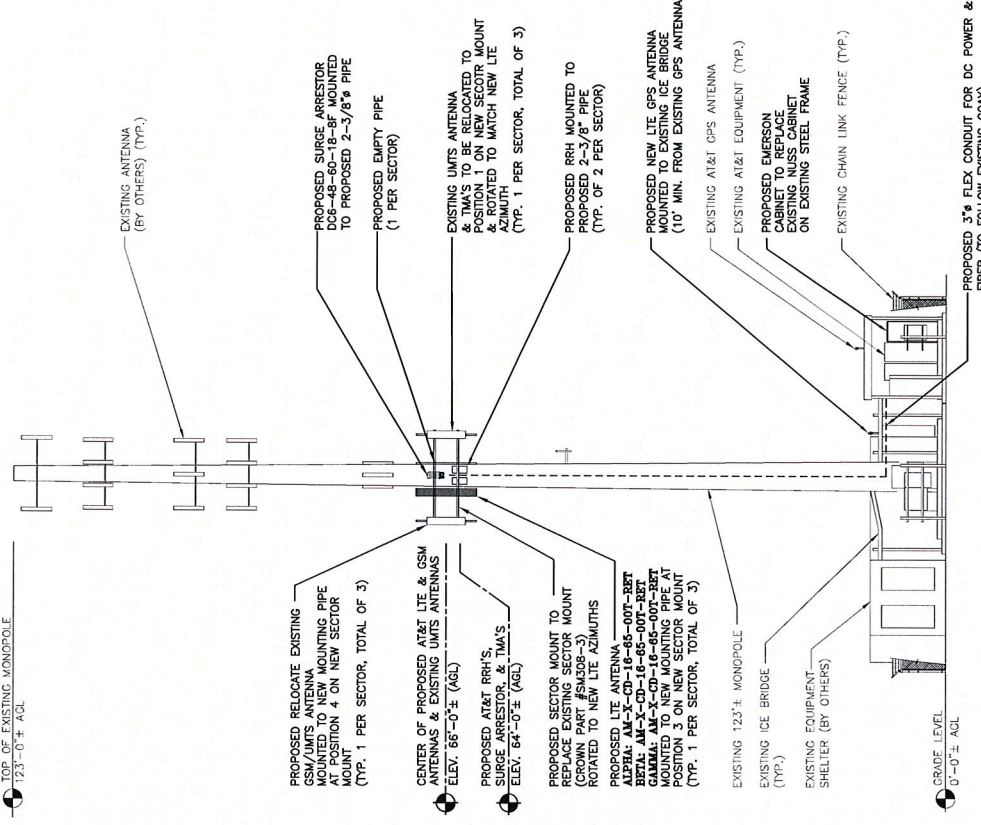 TOP OF EXISTING MONOPOLE
123'-0"± AGL
EXISTING ANTENNA
(BY OTHERS) (TYP.)
PROPOSED SURGE ARRESTOR
DC6-48-60-18-8F MOUNTED
TO PROPOSED 2-3/8"ø PIPE
PROPOSED EMPTY PIPE
(1 PER SECTOR)
EXISTING UMTS ANTENNA
& TMA'S TO BE RELOCATED TO
POSITION 1 ON NEW SECOTR MOUNT
& ROTATED TO MATCH NEW LTE
AZIMUTH
(TYP. 1 PER SECTOR, TOTAL OF 3)
PROPOSED RRH MOUNTED TO
PROPOSED 2-3/8" PIPE
(TYP. OF 2 PER SECTOR)
PROPOSED NEW LTE GPS ANTENNA
MOUNTED TO EXISTING ICE BRIDGE
(10' MIN. FROM EXISTING GPS ANTENNA
EXISTING AT&T GPS ANTENNA
EXISTING AT&T EQUIPMENT (TYP.)
PROPOSED EMERSON
CABINET TO REPLACE
EXISTING NUSS CABINET
ON EXISTING STEEL FRAME
EXISTING CHAIN LINK FENCE (TYP.)
PROPOSED 3"ø FLEX CONDUIT FOR DC POWER &
FIBER (TO FOLLOW EXISTING COAX)
PROPOSED RELOCATE EXISTING
GSM/UMTS ANTENNA
MOUNTED TO NEW MOUNTING PIPE
AT POSITION 4 ON NEW SECTOR
MOUNT
(TYP. 1 PER SECTOR, TOTAL OF 3)
CENTER OF PROPOSED AT&T LTE & GSM
ANTENNAS & EXISTING UMTS ANTENNAS
ELEV. 66'-0"± (AGL)
PROPOSED AT&T RRH'S,
SURGE ARRESTOR, & TMA'S
ELEV. 64'-0"± (AGL)
PROPOSED SECTOR MOUNT TO
REPLACE EXISTING SECTOR MOUNT
(CROWN PART #SM308-3)
ROTATED TO NEW LTE AZIMUTHS
PROPOSED LTE ANTENNA
ALPHA: AM-X-CD-16-65-00T-RET
BETA: AM-X-CD-16-65-00T-RET
GAMMA: AM-X-CD-16-65-00T-RET
MOUNTED TO NEW MOUNTING PIPE AT
POSITION 3 ON NEW SECTOR MOUNT
(TYP. 1 PER SECTOR, TOTAL OF 3)
EXISTING 123'± MONOPOLE
EXISTING ICE BRIDGE
(TYP.)
EXISTING EQUIPMENT
SHELTER (BY OTHERS)
GRADE LEVEL
0'-0"± AGL